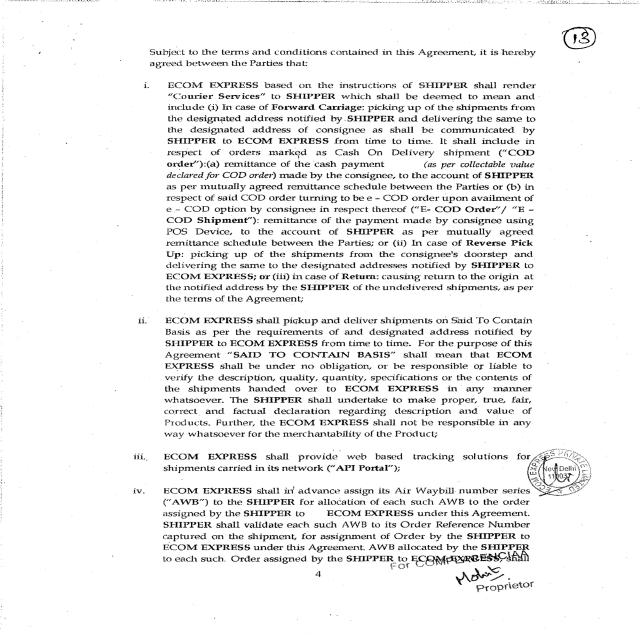 13
Subject to the terms and conditions contained in this Agreement, it is hereby
agreed between the Parties that:
i. ECOM EXPRESS based on the instructions of SHIPPER shall render
"Courier Services" to SHIPPER which shall be deemed to mean and
include (i) In case of Forward Carriage: picking up of the shipments from
the designated address notified by SHIPPER and delivering the same to
the designated address of consignee as shall be communicated by
SHIPPER to ECOM EXPRESS from time to time. It shall include in
respect of orders marked as Cash On Delivery shipment ("COD
order"):(a) remittance of the cash payment (as per collectable value
declared for COD order) made by the consignee, to the account of SHIPPER
as per mutually agreed remittance schedule between the Parties or (b) in
respect of said COD order turning to be e – COD order upon availment of
e – COD option by consignee in respect thereof ("E- COD Order"/ "E –
COD Shipment"): remittance of the payment made by consignee using
POS Device, to the account of SHIPPER as per mutually agreed
remittance schedule between the Parties; or (ii) In case of Reverse Pick
Up: picking up of the shipments from the consignee's doorstep and
delivering the same to the designated addresses notified by SHIPPER to
ECOM EXPRESS; or (iii) in case of Return: causing return to the origin at
the notified address by the SHIPPER of the undelivered shipments, as per
the terms of the Agreement;
ii. ECOM EXPRESS shall pickup and deliver shipments on Said To Contain
Basis as per the requirements of and designated address notified by
SHIPPER to ECOM EXPRESS from time to time. For the purpose of this
Agreement "SAID TO CONTAIN BASIS" shall mean that ECOM
EXPRESS shall be under no obligation, or be responsible or liable to
verify the description, quality, quantity, specifications or the contents of
the shipments handed over to ECOM EXPRESS in any manner
whatsoever. The SHIPPER shall undertake to make proper, true, fair,
correct and factual declaration regarding description and value of
Products. Further, the ECOM EXPRESS shall not be responsible in any
way whatsoever for the merchantability of the Product;
iii. ECOM EXPRESS shall provide web based tracking solutions for
shipments carried in its network ("API Portal");
New Delhi
iv. ECOM EXPRESS shall in advance assign its Air Waybill number series
("AWB") to the SHIPPER for allocation of each such AWB to the order
assigned by the SHIPPER to ECOM EXPRESS under this Agreement.
SHIPPER shall validate each such AWB to its Order Reference Number
captured on the shipment, for assignment of Order by the SHIPPER to
ECOM EXPRESS under this Agreement. AWB allocated by the SHIPPER
to each such. Order assigned by the SHIPPER to ECOM EXPRESS, shall
For
4
Proprietor